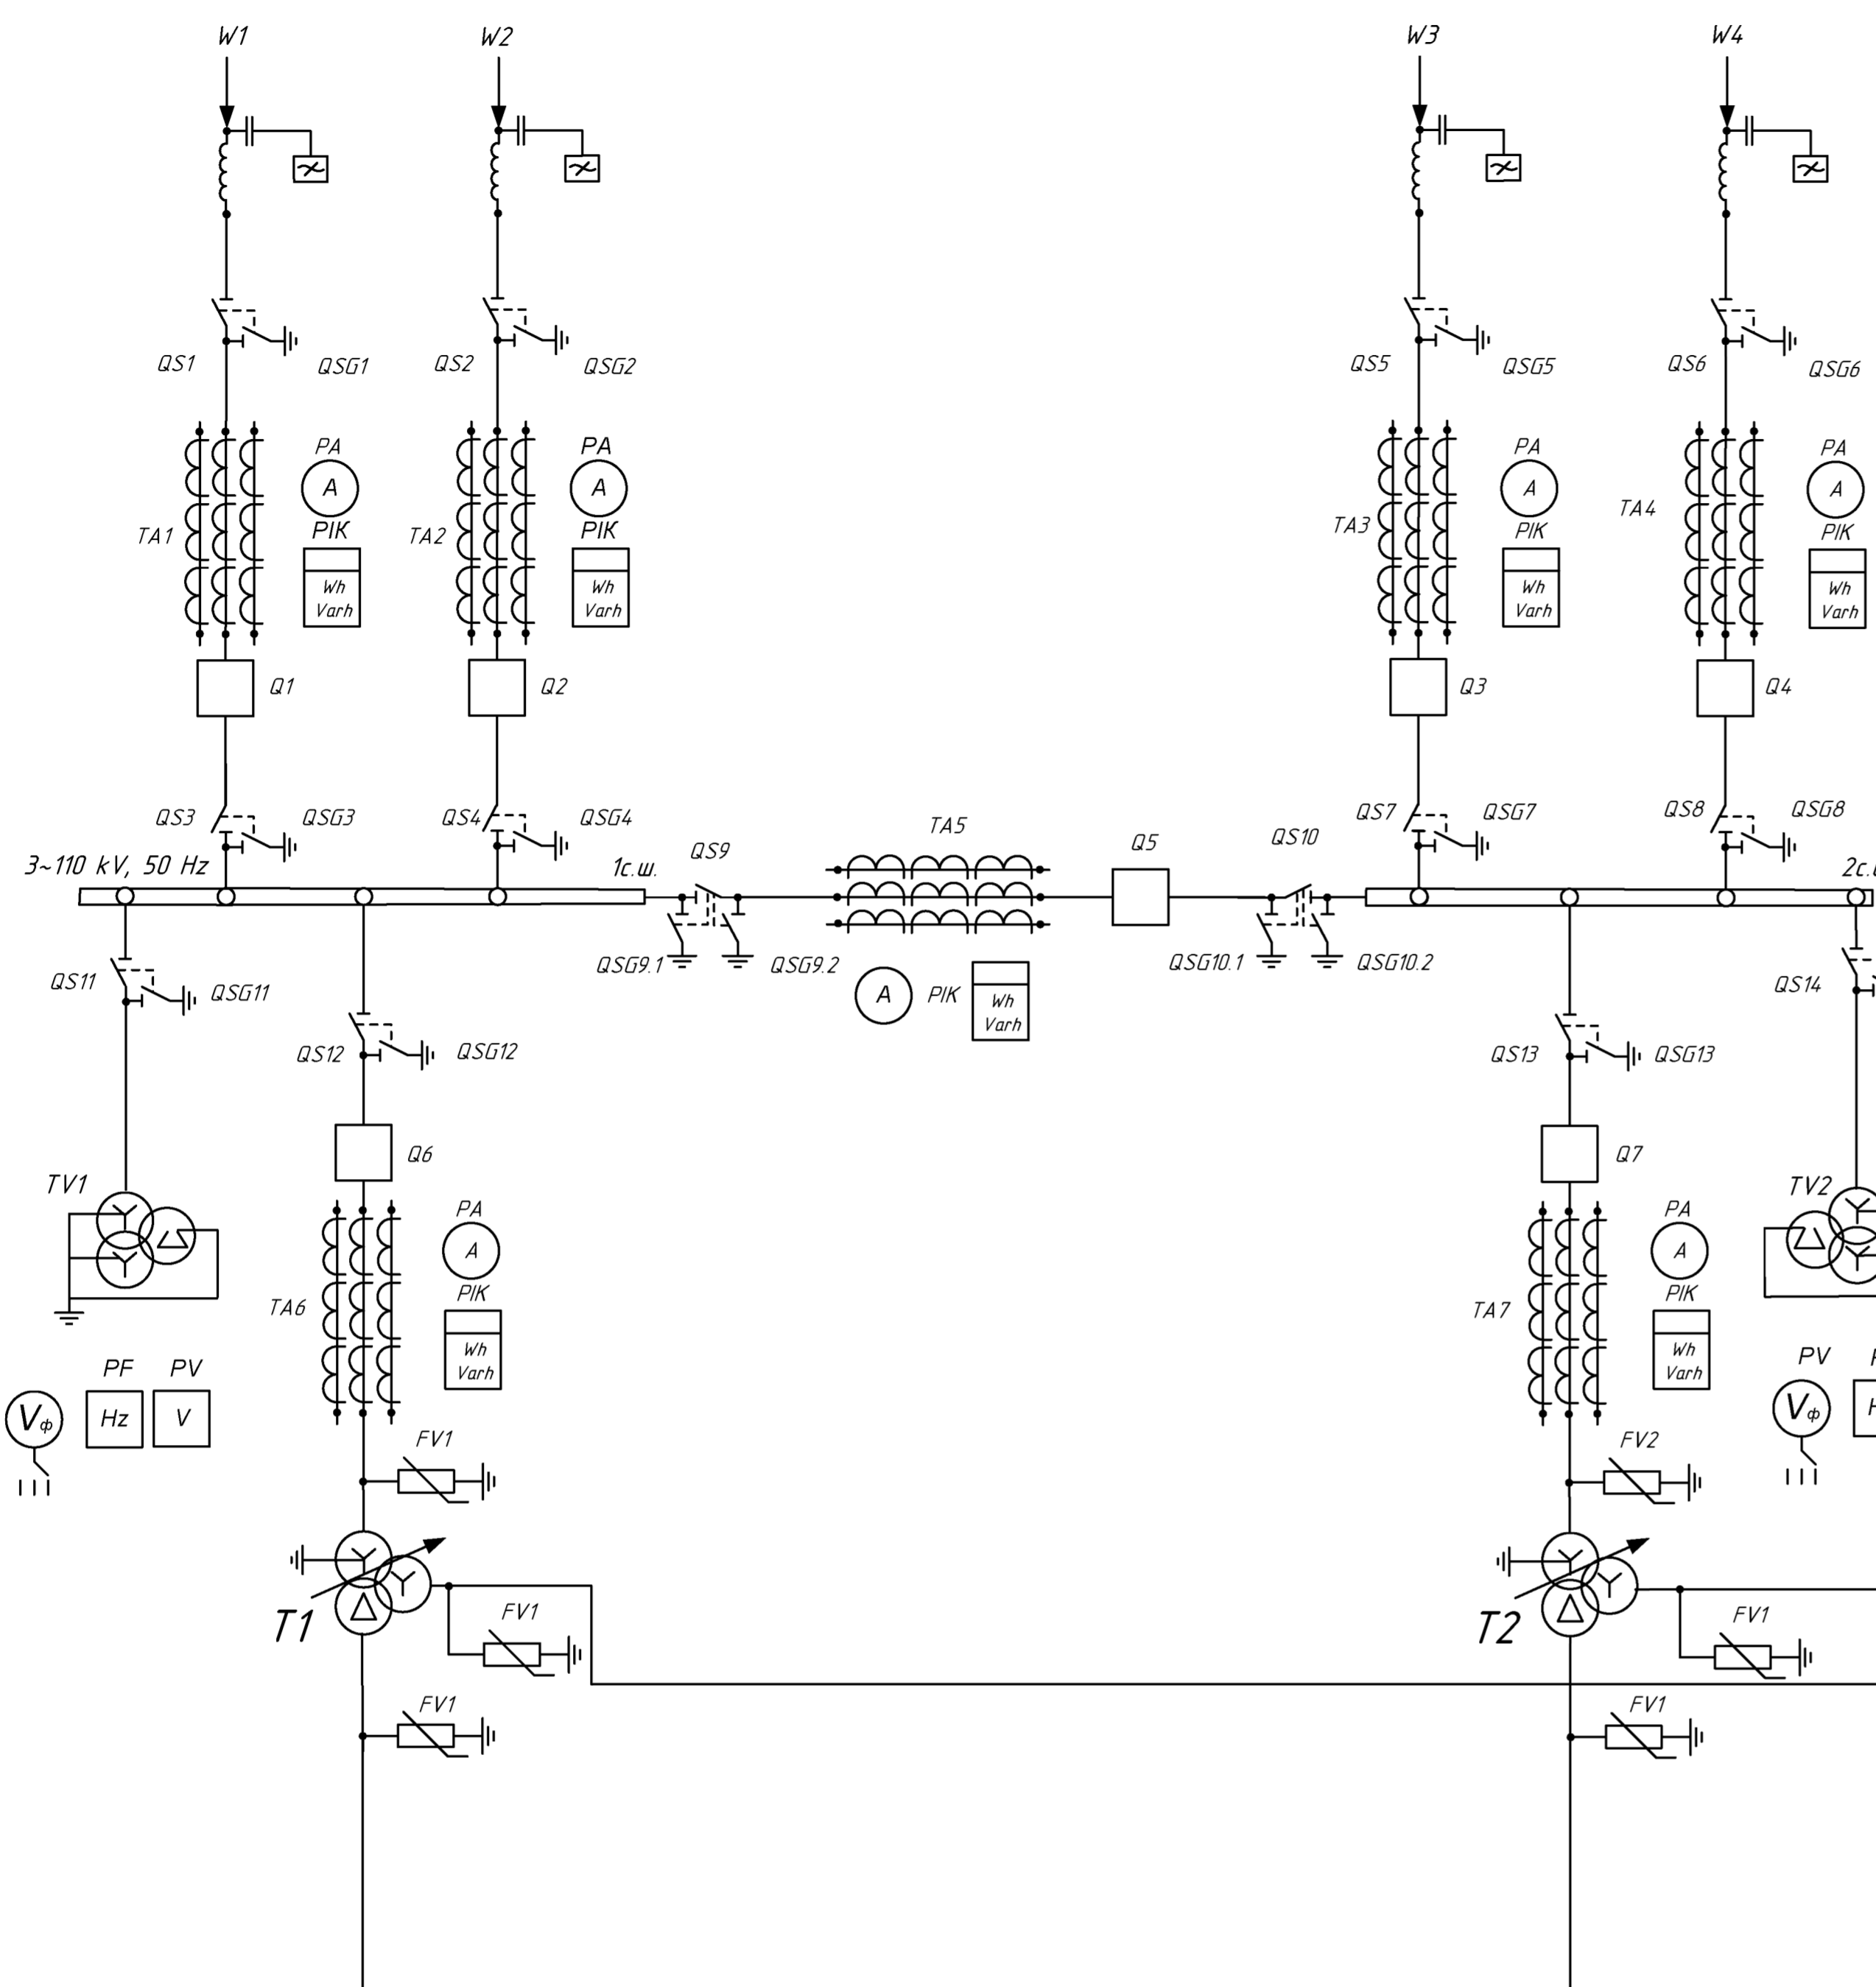 W1
W2
W3
W4
QS1
QSG1
QS2
QSG2
QS5
QSG5
QS6
QSG6
PA
A
PIK
Wh
Varh
TA1
PA
A
PIK
Wh
Varh
TA2
PA
A
PIK
Wh
Varh
TA3
PA
A
PIK
Wh
Varh
TA4
Q1
Q2
Q3
Q4
QS3
QSG3
QS4
QSG4
QS7
QSG7
QS8
QSG8
3~110 kV, 50 Hz
1с.ш.
QS9
TA5
Q5
QS10
2с.
QSG9.1
QSG9.2
A
PIK
Wh
Varh
QSG10.1
QSG10.2
QS11
QSG11
QS12
QSG12
QS13
QSG13
QS14
Q6
Q7
TV1
TV2
TA6
PA
A
PIK
Wh
Varh
TA7
PA
A
PIK
Wh
Varh
PF
PV
Vф
Hz
V
PV
Vф
FV1
FV2
T1
T2
FV1
FV1
FV1
FV1